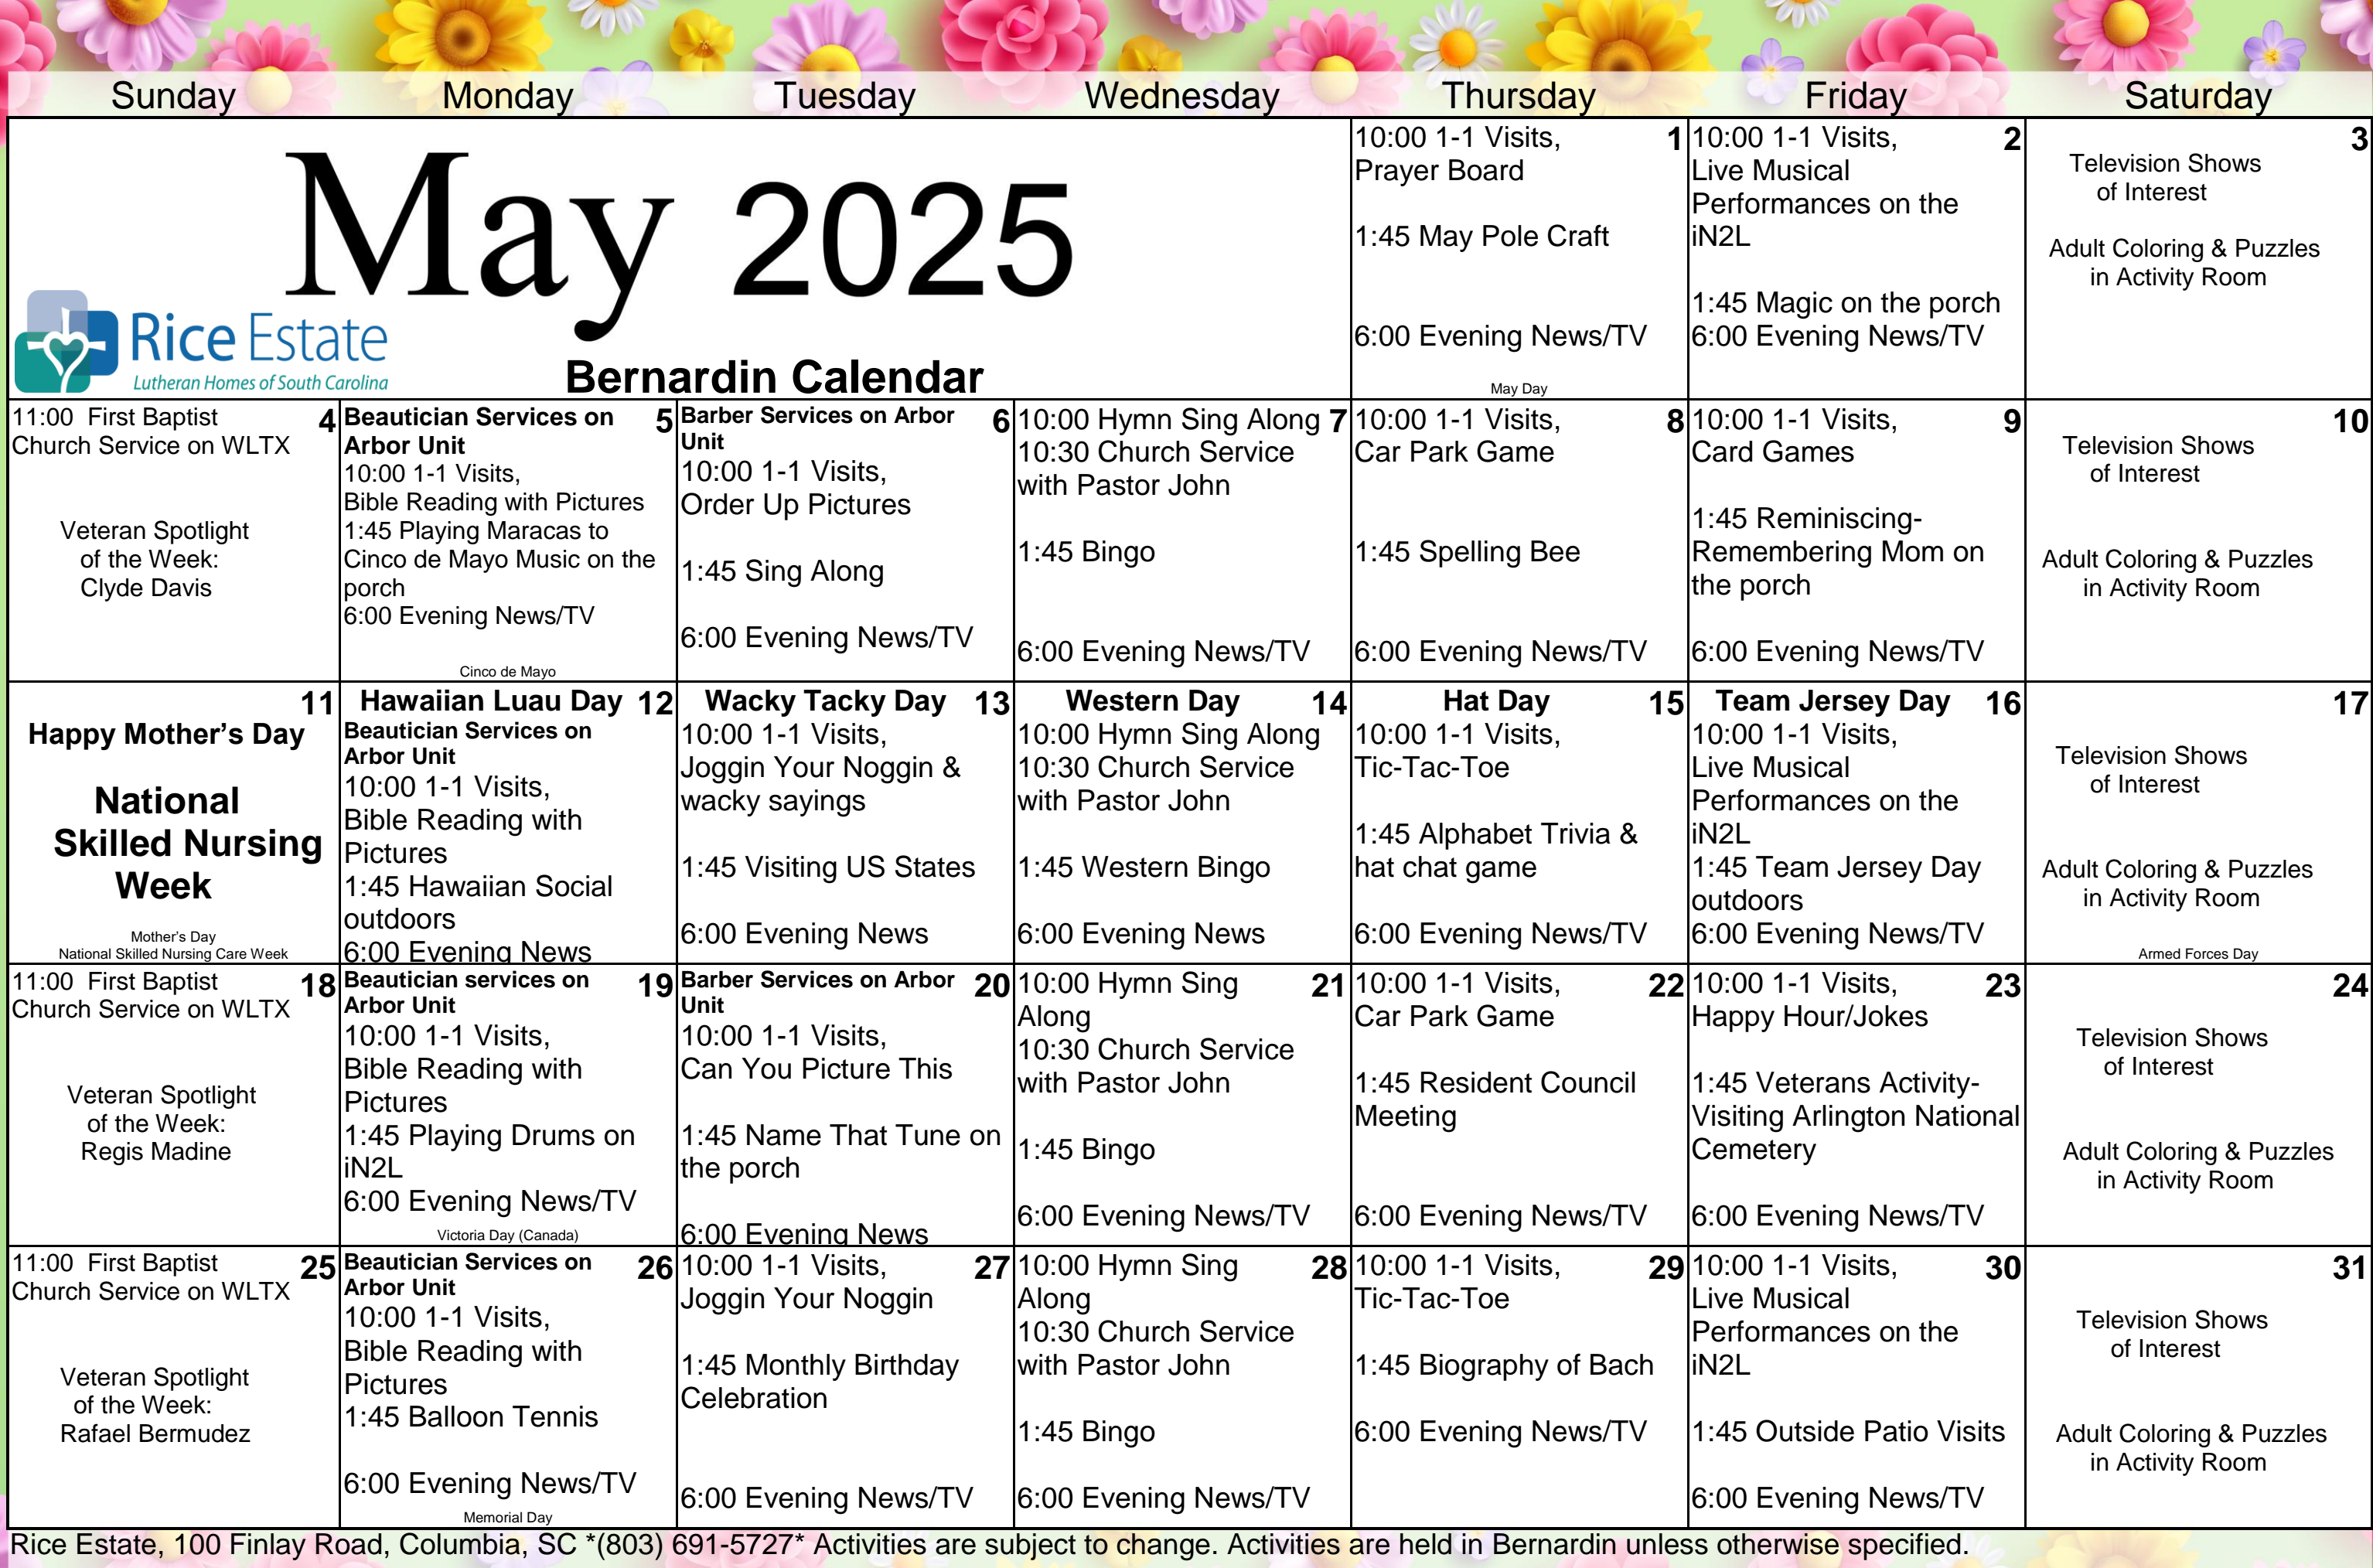 Sunday Monday Tuesday Wednesday Thursday Friday Saturday
May 2025
Rice Estate
Lutheran Homes of South Carolina
Bernardin Calendar
1
10:00 1-1 Visits,
Prayer Board
1:45 May Pole Craft
6:00 Evening News/TV
May Day
2
10:00 1-1 Visits,
Live Musical
Performances on the
iN2L
1:45 Magic on the porch
6:00 Evening News/TV
3
Television Shows
of Interest
Adult Coloring & Puzzles
in Activity Room
4
11:00 First Baptist
Church Service on WLTX
Veteran Spotlight
of the Week:
Clyde Davis
5
Beautician Services on
Arbor Unit
10:00 1-1 Visits,
Bible Reading with Pictures
1:45 Playing Maracas to
Cinco de Mayo Music on the
porch
6:00 Evening News/TV
Cinco de Mayo
6
Barber Services on Arbor
Unit
10:00 1-1 Visits,
Order Up Pictures
1:45 Sing Along
6:00 Evening News/TV
7
10:00 Hymn Sing Along
10:30 Church Service
with Pastor John
1:45 Bingo
6:00 Evening News/TV
8
10:00 1-1 Visits,
Car Park Game
1:45 Spelling Bee
6:00 Evening News/TV
9
10:00 1-1 Visits,
Card Games
1:45 Reminiscing-
Remembering Mom on
the porch
6:00 Evening News/TV
10
Television Shows
of Interest
Adult Coloring & Puzzles
in Activity Room
11
Happy Mother's Day
National
Skilled Nursing
Week
Mother's Day
National Skilled Nursing Care Week
12
Hawaiian Luau Day
Beautician Services on
Arbor Unit
10:00 1-1 Visits,
Bible Reading with
Pictures
1:45 Hawaiian Social
outdoors
6:00 Evening News
13
Wacky Tacky Day
10:00 1-1 Visits,
Joggin Your Noggin &
wacky sayings
1:45 Visiting US States
6:00 Evening News
14
Western Day
10:00 Hymn Sing Along
10:30 Church Service
with Pastor John
1:45 Western Bingo
6:00 Evening News
15
Hat Day
10:00 1-1 Visits,
Tic-Tac-Toe
1:45 Alphabet Trivia &
hat chat game
6:00 Evening News/TV
16
Team Jersey Day
10:00 1-1 Visits,
Live Musical
Performances on the
iN2L
1:45 Team Jersey Day
outdoors
6:00 Evening News/TV
17
Television Shows
of Interest
Adult Coloring & Puzzles
in Activity Room
Armed Forces Day
18
11:00 First Baptist
Church Service on WLTX
Veteran Spotlight
of the Week:
Regis Madine
19
Beautician services on
Arbor Unit
10:00 1-1 Visits,
Bible Reading with
Pictures
1:45 Playing Drums on
iN2L
6:00 Evening News/TV
Victoria Day (Canada)
20
Barber Services on Arbor
Unit
10:00 1-1 Visits,
Can You Picture This
1:45 Name That Tune on
the porch
6:00 Evening News
21
10:00 Hymn Sing
Along
10:30 Church Service
with Pastor John
1:45 Bingo
6:00 Evening News/TV
22
10:00 1-1 Visits,
Car Park Game
1:45 Resident Council
Meeting
6:00 Evening News/TV
23
10:00 1-1 Visits,
Happy Hour/Jokes
1:45 Veterans Activity-
Visiting Arlington National
Cemetery
6:00 Evening News/TV
24
Television Shows
of Interest
Adult Coloring & Puzzles
in Activity Room
25
11:00 First Baptist
Church Service on WLTX
Veteran Spotlight
of the Week:
Rafael Bermudez
26
Beautician Services on
Arbor Unit
10:00 1-1 Visits,
Bible Reading with
Pictures
1:45 Balloon Tennis
6:00 Evening News/TV
Memorial Day
27
10:00 1-1 Visits,
Joggin Your Noggin
1:45 Monthly Birthday
Celebration
6:00 Evening News/TV
28
10:00 Hymn Sing
Along
10:30 Church Service
with Pastor John
1:45 Bingo
6:00 Evening News/TV
29
10:00 1-1 Visits,
Tic-Tac-Toe
1:45 Biography of Bach
6:00 Evening News/TV
30
10:00 1-1 Visits,
Live Musical
Performances on the
iN2L
1:45 Outside Patio Visits
6:00 Evening News/TV
31
Television Shows
of Interest
Adult Coloring & Puzzles
in Activity Room
Rice Estate, 100 Finlay Road, Columbia, SC *(803) 691-5727* Activities are subject to change. Activities are held in Bernardin unless otherwise specified.